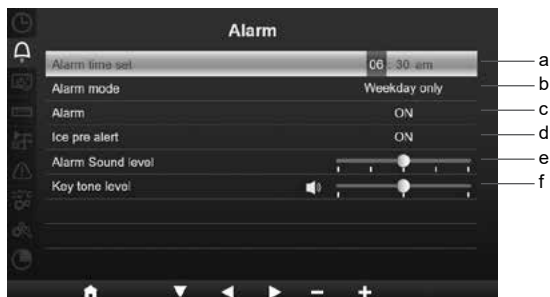 Alarm
Alarm time set 06 : 30 am a
Alarm mode Weekday only b
Alarm ON c
Ice pre alert ON d
Alarm Sound level e
Key tone level f